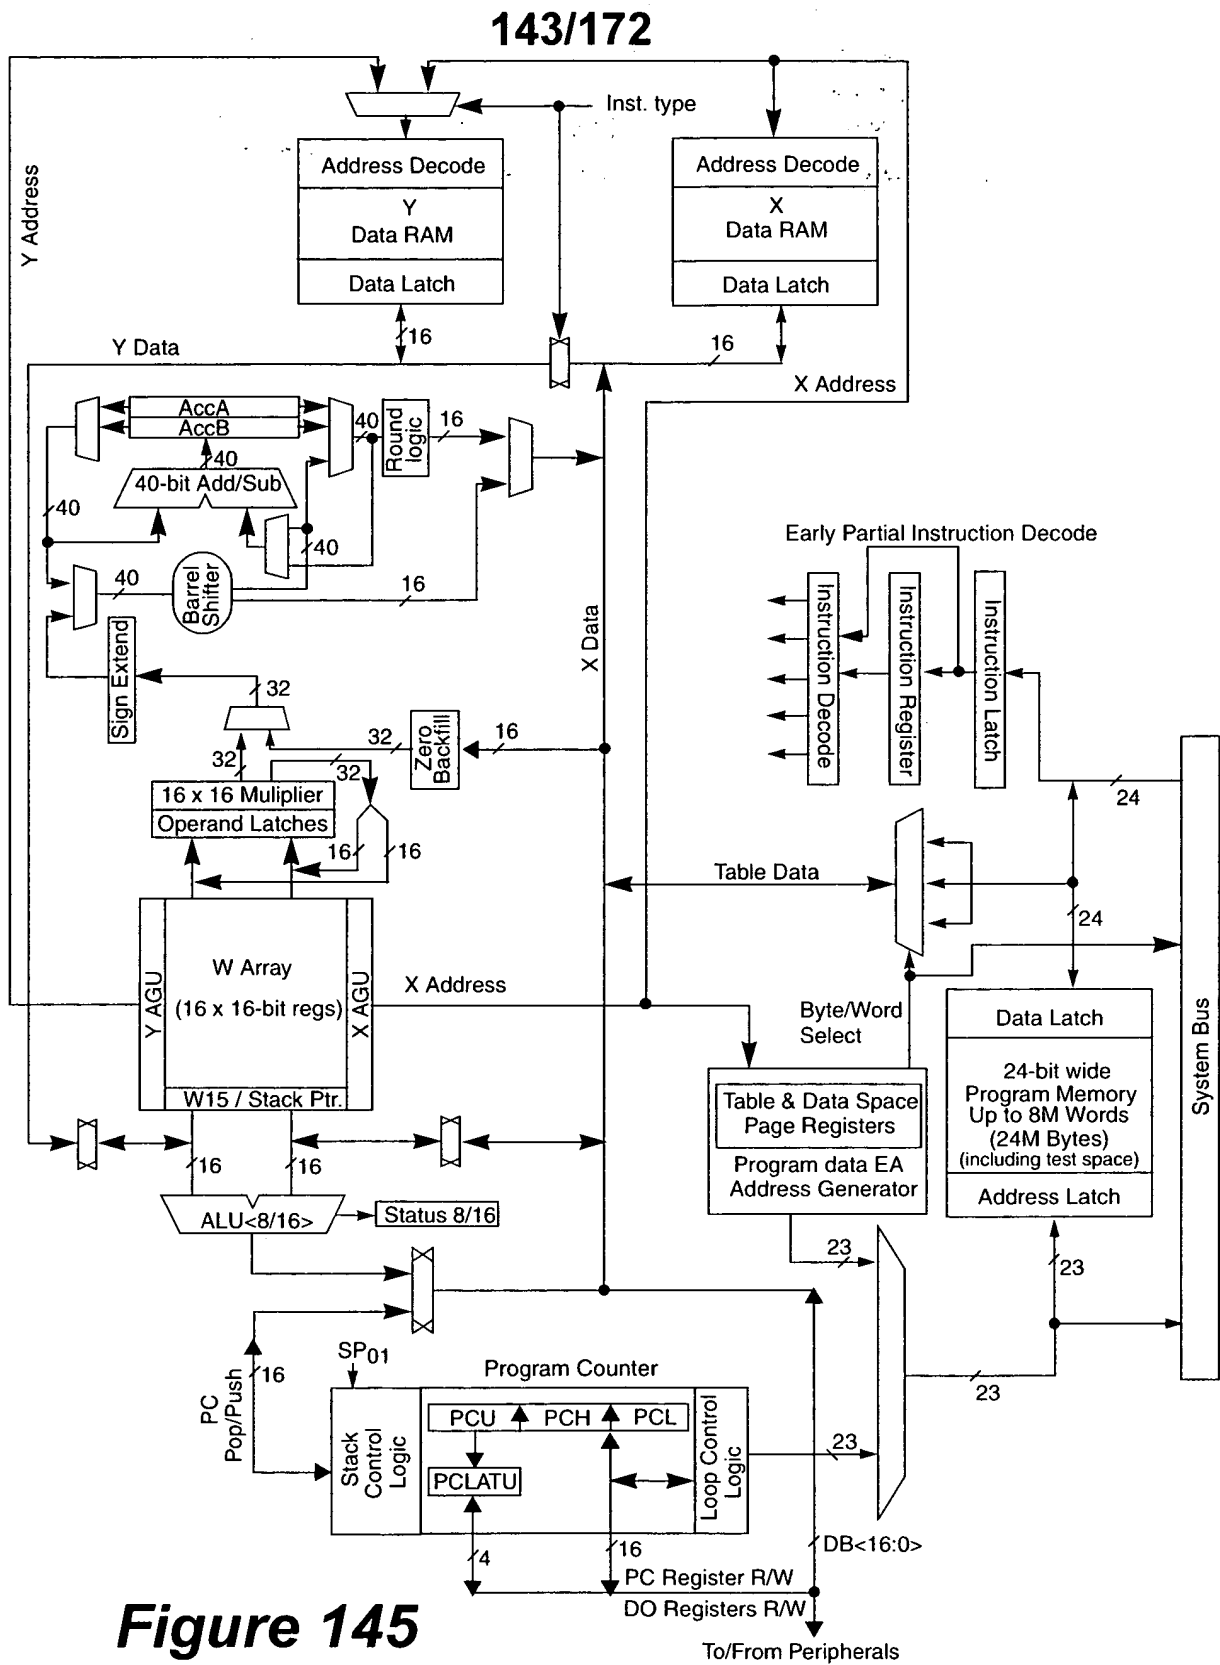 143/172
Inst. type
Y Address
Address Decode
Y
Data RAM
Data Latch
Address Decode
X
Data RAM
Data Latch
16
Y Data
16
X Address
AccA
AccB
40
Round
logic
16
40
40-bit Add/Sub
40
40
Early Partial Instruction Decode
40
Barrel
Shifter
16
X Data
Instruction Decode
Instruction Register
Instruction Latch
Sign Extend
32
32
Zero
Backfill
16
32
32
24
16 x 16 Muliplier
Operand Latches
16
16
Table Data
24
Y AGU
W Array
(16 x 16-bit regs)
X AGU
X Address
W15 / Stack Ptr.
Byte/Word
Select
Data Latch
24-bit wide
Program Memory
Up to 8M Words
(24M Bytes)
(including test space)
Address Latch
System Bus
Table & Data Space
Page Registers
Program data EA
Address Generator
16
16
ALU<8/16>
Status 8/16
23
23
23
PC
Pop/Push
16
SP01
Program Counter
Stack
Control
Logic
PCU
PCH
PCL
PCLATU
Loop Control
Logic
23
4
16
DB<16:0>
PC Register R/W
DO Registers R/W
To/From Peripherals
Figure 145